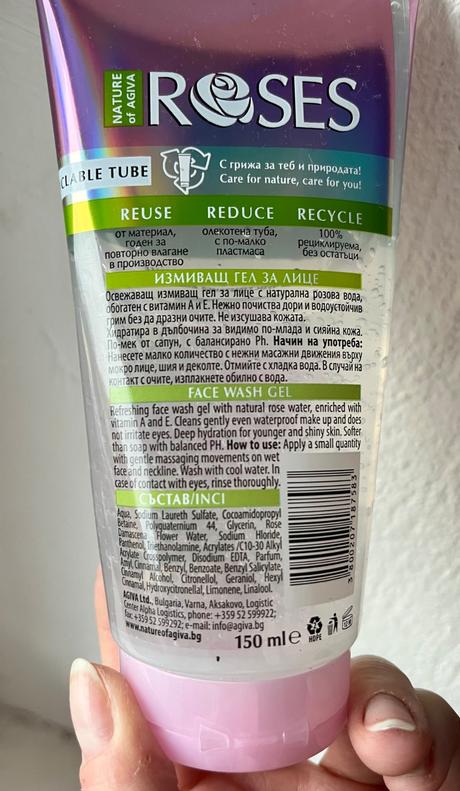 NATURE
of AGIVA
ROSES
CLABLE TUBE
С грижа за теб и природата!
Care for nature, care for you!
REUSE REDUCE RECYCLE
от материал, олекотена туба, 100%
годен за с по-малко рециклируема,
повторно влагане пластмаса без остатъци
в производство
ИЗМИВАЩ ГЕЛ ЗА ЛИЦЕ
Освежаващ измиващ гел за лице с натурална розова вода,
обогатен с витамин А и Е. Нежно почиства дори и водоустойчив
грим без да дразни очите. Не изсушава кожата.
Хидратира в дълбочина за видимо по-млада и сияйна кожа.
По-мек от сапун, с балансирано Ph. Начин на употреба:
Нанесете малко количество с нежни масажни движения върху
мокро лице, шия и деколте. Отмийте с хладка вода. В случай на
контакт с очите, изплакнете обилно с вода.
FACE WASH GEL
Refreshing face wash gel with natural rose water, enriched with
vitamin A and E. Cleans gently even waterproof make up and does
not irritate eyes. Deep hydration for younger and shiny skin. Softer
than soap with balanced PH. How to use: Apply a small quantity
with gentle massaging movements on wet
face and neckline. Wash with cool water. In
case of contact with eyes, rinse thoroughly.
СЪСТАВ/INCI
Aqua, Sodium Laureth Sulfate, Cocoamidopropyl
Betaine, Polyquaternium 44, Glycerin, Rose
Damascena Flower Water, Sodium Hloride,
Panthenol, Triethanolamine, Acrylates /C10-30 Alkyl
Acrylate Crosspolymer, Disodium EDTA, Parfum,
Amyl, Cinnamal, Benzyl, Benzoate, Benzyl Salicylate,
Cinnamyl Alcohol, Citronellol, Geraniol, Hexyl
Cinnamal, Hydroxycitronellal, Limonene, Linalool.
AGIVA Ltd., Bulgaria, Varna, Aksakovo, Logistic
Center Alpha Logistics, phone: +359 52 599922;
fax: +359 52 599292; e-mail: info@agiva.bg
www.natureofagiva.bg
150 ml e
2
HDPE
12M
3800207187583